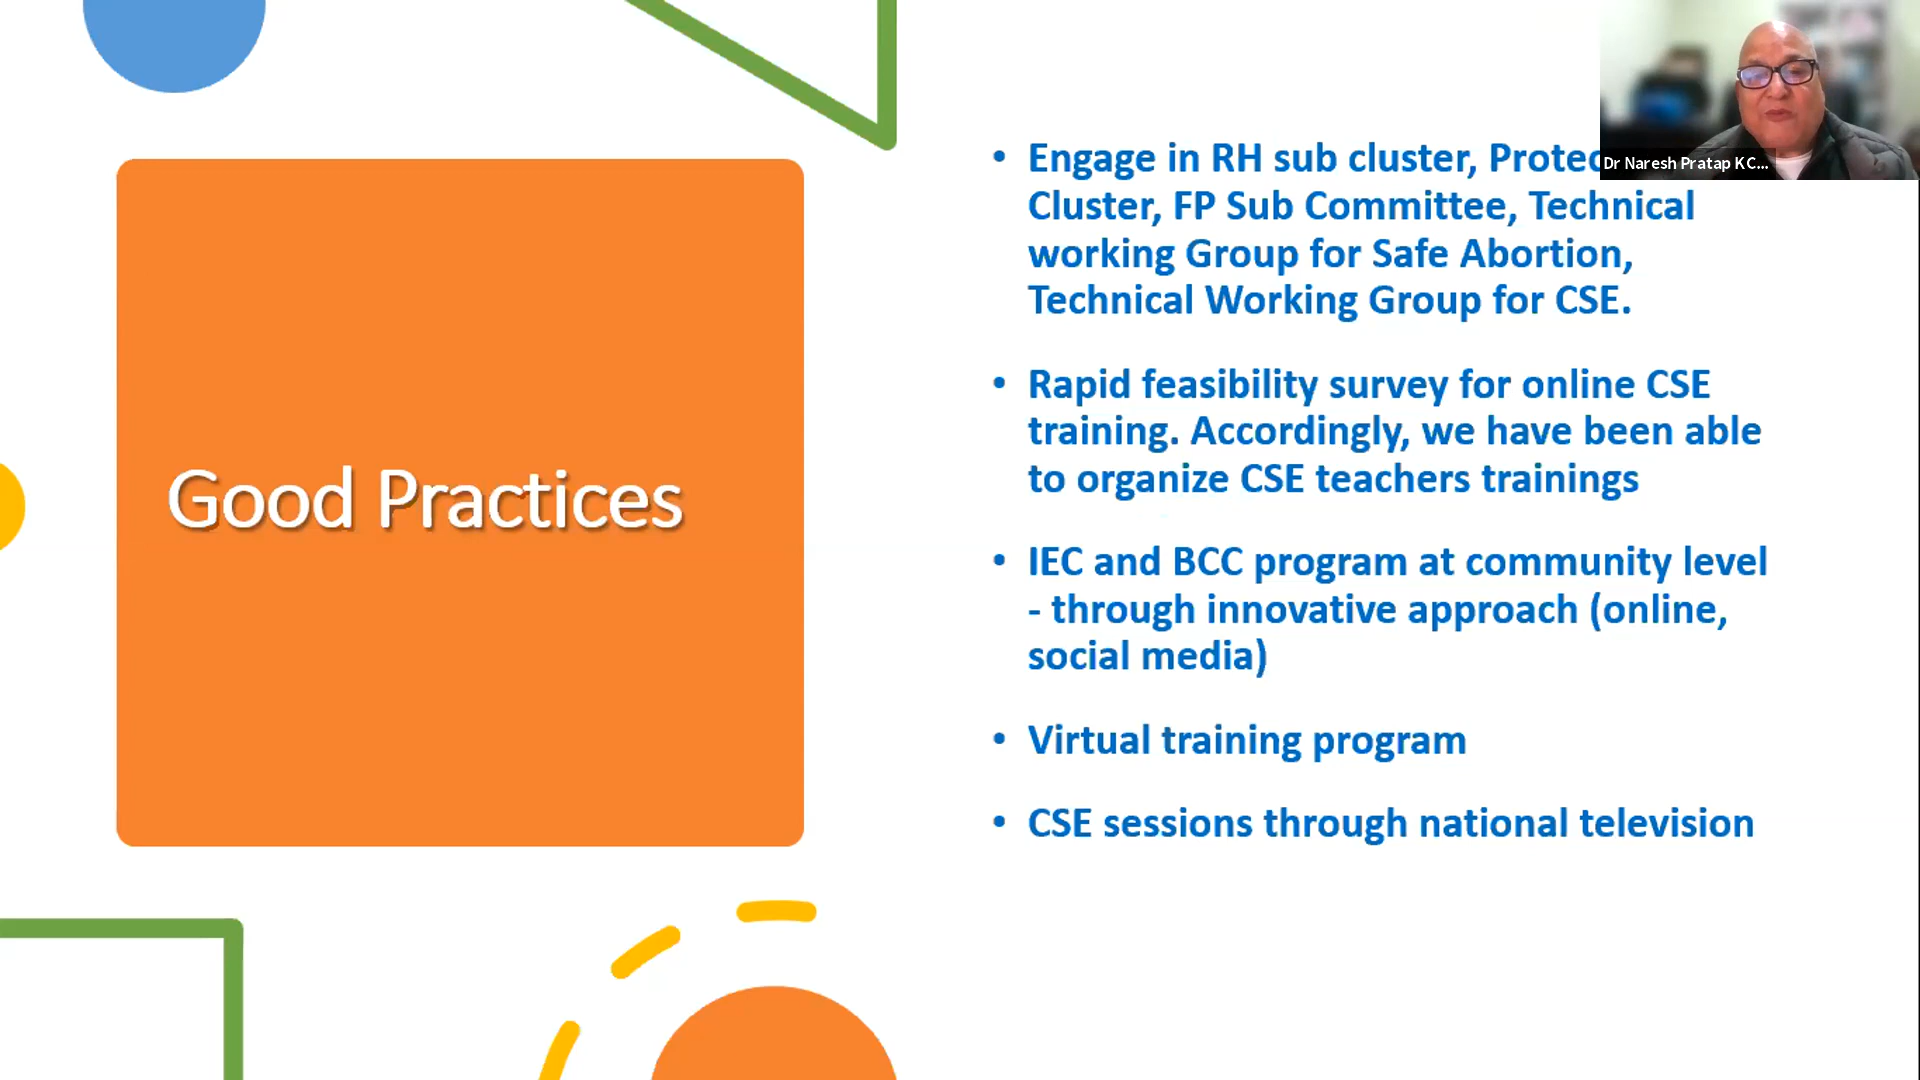 Good Practices
• Engage in RH sub cluster,
Cluster, FP Sub Committee, Technical
working Group for Safe Abortion,
Technical Working Group for CSE.
• Rapid feasibility survey for online CSE
training. Accordingly, we have been able
to organize CSE teachers trainings
• IEC and BCC program at community level
- through innovative approach (online,
social media)
• Virtual training program
• CSE sessions through national television
Dr Naresh Pratap K C...